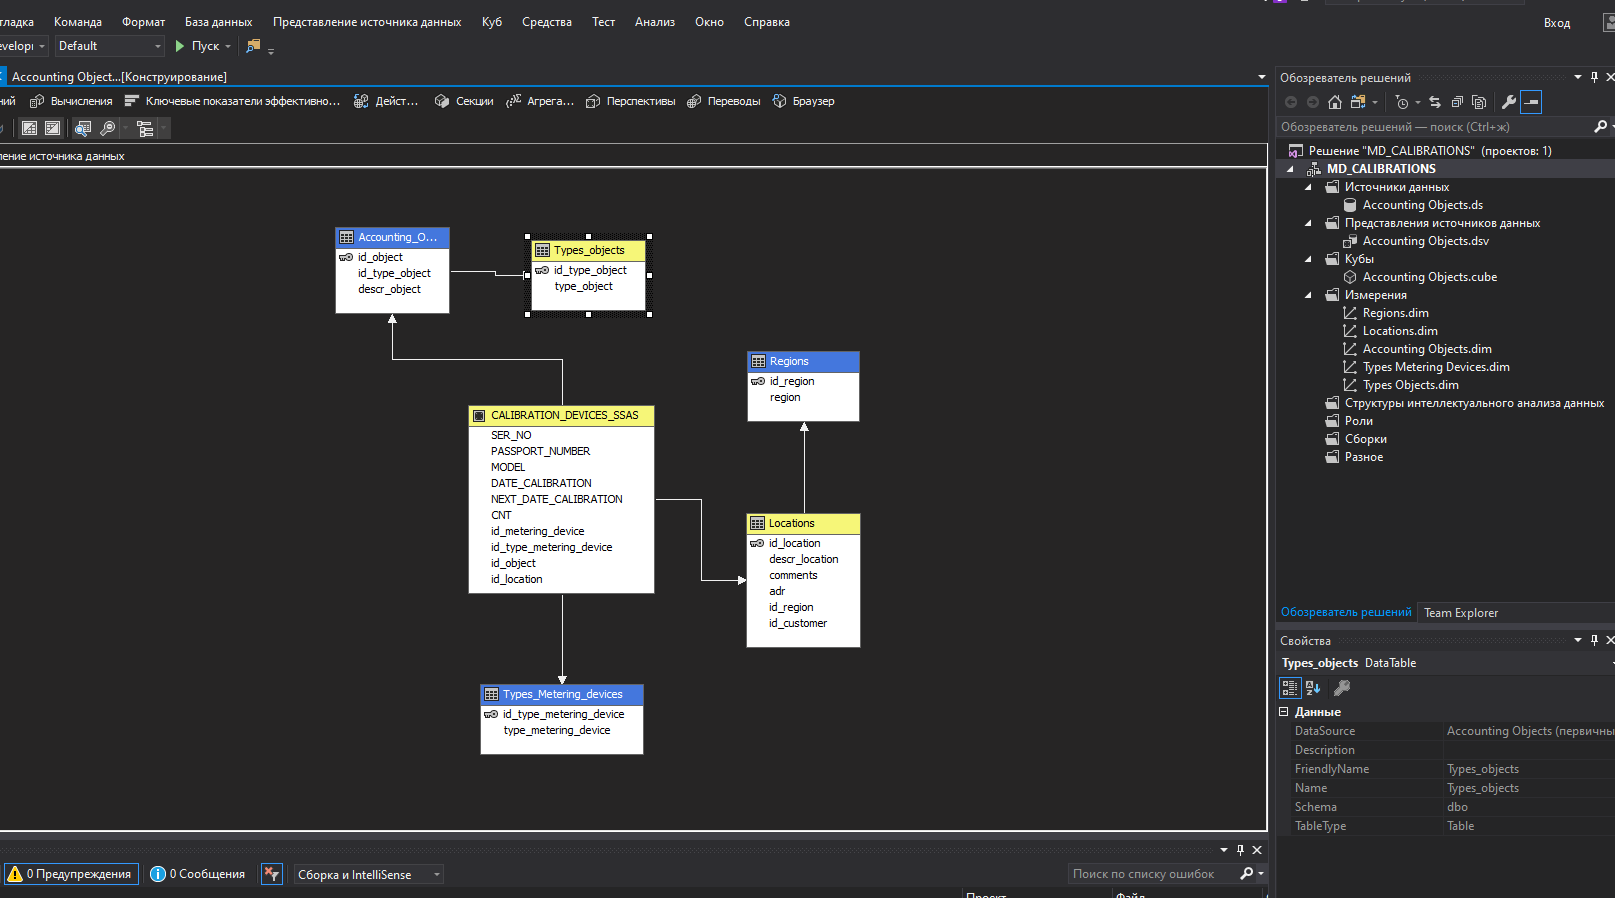 тладка Команда Формат База данных Представление источника данных Куб Средства Тест Анализ Окно Справка
Вход
evelopı Default Пуск
Accounting Object...[Конструирование]
ний Вычисления Ключевые показатели эффективно... Дейст... Секции Агрега... Перспективы Переводы Браузер
ление источника данных
Accounting_O...
id_object
id_type_object
descr_object
Types_objects
id_type_object
type_object
Regions
id_region
region
CALIBRATION_DEVICES_SSAS
SER_NO
PASSPORT_NUMBER
MODEL
DATE_CALIBRATION
NEXT_DATE_CALIBRATION
CNT
id_metering_device
id_type_metering_device
id_object
id_location
Locations
id_location
descr_location
comments
adr
id_region
id_customer
Types_Metering_devices
id_type_metering_device
type_metering_device
0 Предупреждения 0 Сообщения Сборка и IntelliSense Поиск по списку ошибок
Проект Файл
Обозреватель решений
Обозреватель решений — поиск (Ctrl+ж)
Решение "MD_CALIBRATIONS" (проектов: 1)
MD_CALIBRATIONS
Источники данных
Accounting Objects.ds
Представления источников данных
Accounting Objects.dsv
Кубы
Accounting Objects.cube
Измерения
Regions.dim
Locations.dim
Accounting Objects.dim
Types Metering Devices.dim
Types Objects.dim
Структуры интеллектуального анализа данных
Роли
Сборки
Разное
Обозреватель решений Team Explorer
Свойства
Types_objects DataTable
Данные
DataSource Accounting Objects (первичны
Description
FriendlyName Types_objects
Name Types_objects
Schema dbo
TableType Table